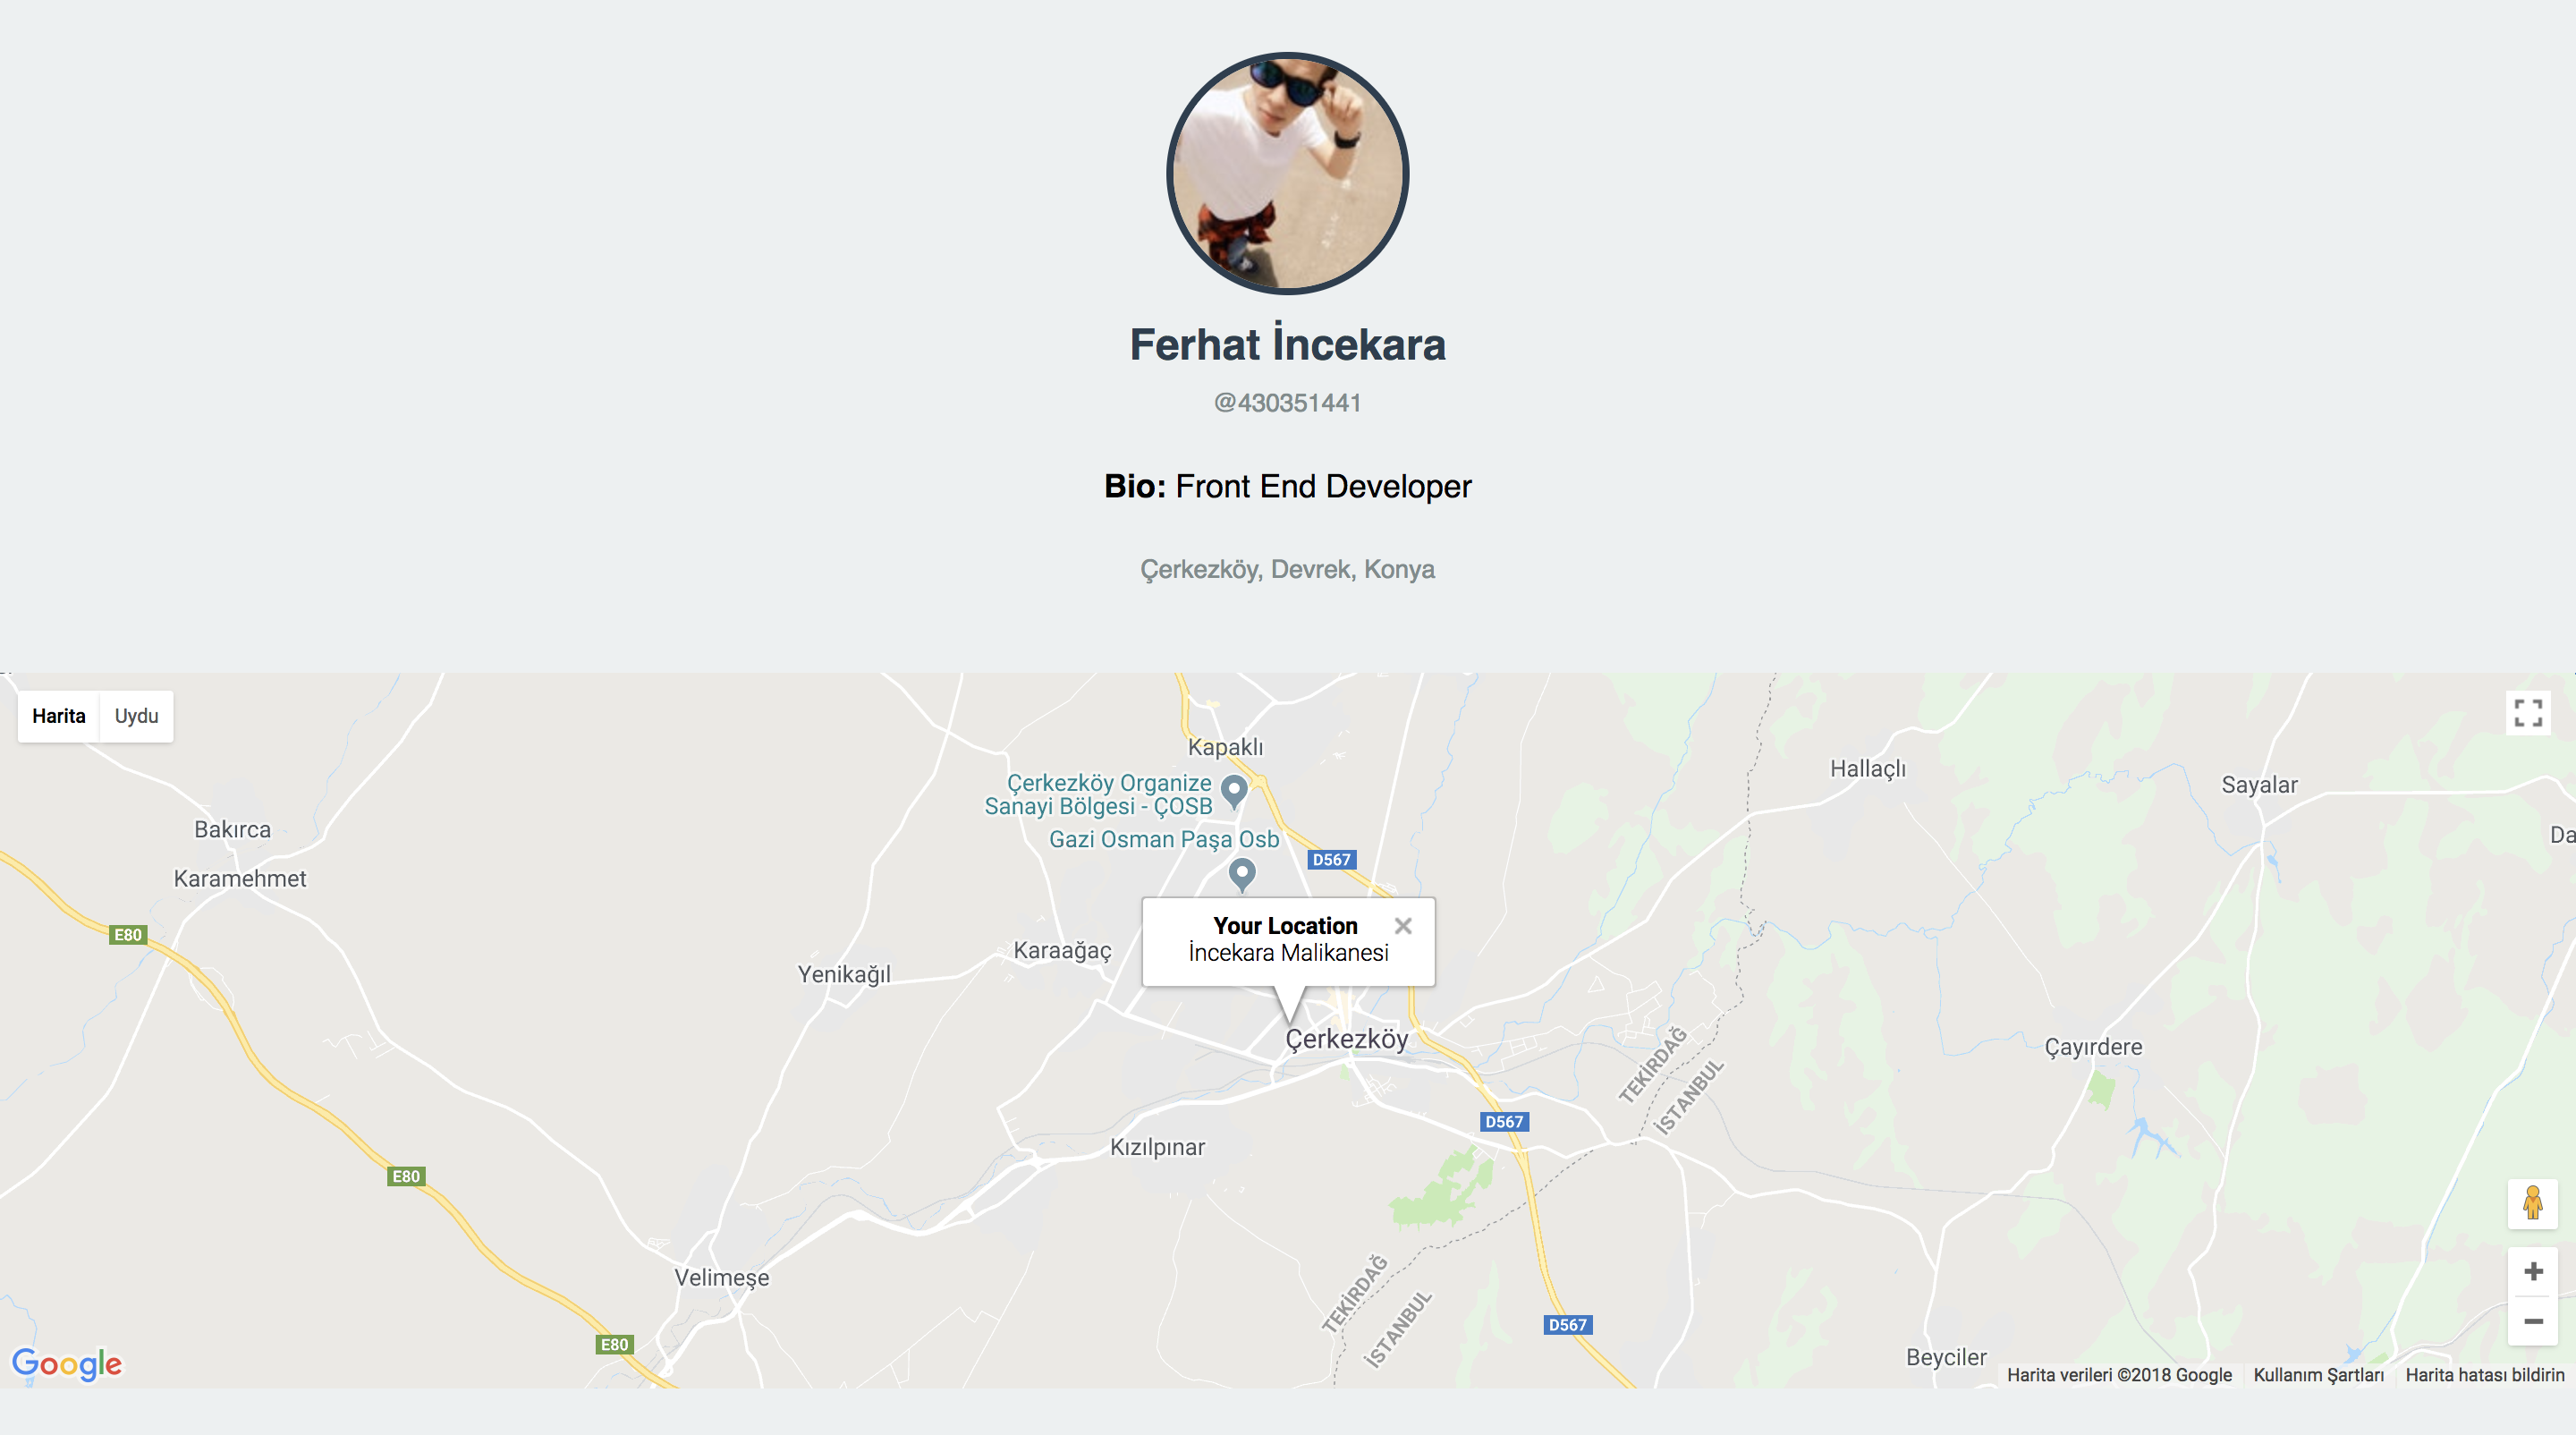 Ferhat İncekara
@430351441
Bio: Front End Developer
Çerkezköy, Devrek, Konya
Harita Uydu
Kapaklı
Hallaçlı
Sayalar
Çerkezköy Organize
Sanayi Bölgesi - ÇOSB
Bakırca
Gazi Osman Paşa Osb
Da
D567
Karamehmet
E80
Your Location
İncekara Malikanesi
Karaağaç
Yenikağıl
Çerkezköy
Çayırdere
TEKİRDAĞ
İSTANBUL
D567
Kızılpınar
E80
Velimeşe
TEKİRDAĞ
İSTANBUL
D567
E80
Beyciler
Google
Harita verileri ©2018 Google Kullanım Şartları Harita hatası bildirin